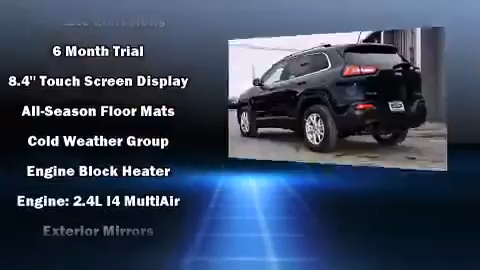 Emissions
6 Month Trial
8.4" Touch Screen Display
All-Season Floor Mats
Cold Weather Group
Engine Block Heater
Engine: 2.4L I4 MultiAir
Exterior Mirrors